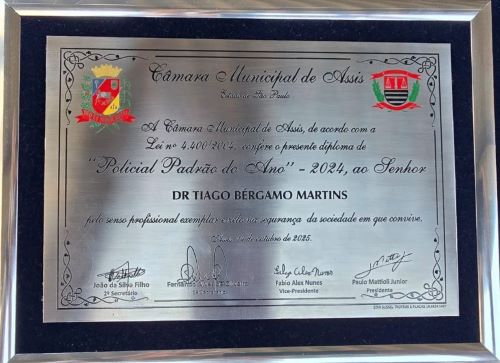 Câmara Municipal de Assis
Estado de São Paulo
A Câmara Municipal de Assis, de acordo com a
Lei nº 4.400/2004, confere o presente diploma de
"Policial Padrão do Ano" - 2024, ao Senhor
DR TIAGO BÉRGAMO MARTINS
pelo senso profissional exemplar na segurança da sociedade em que convive.
de outubro de 2025.
João da Silva Filho
2º Secretário
Fernando
Fabio Alex Nunes
Vice-Presidente
Paulo Mattioli Junior
Presidente